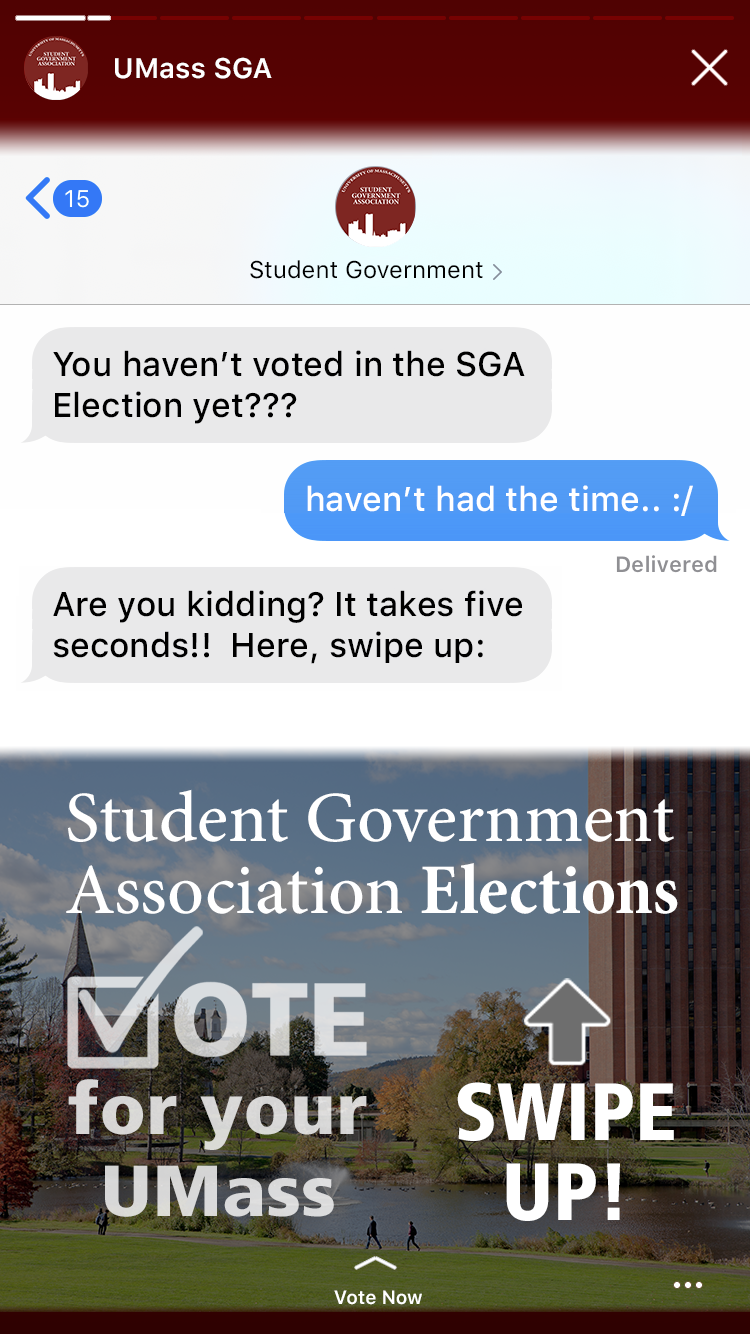 UNIVERSITY OF MASSACHUSETTS
STUDENT
GOVERNMENT
ASSOCIATION
UMass SGA
15
UNIVERSITY OF MASSACHUSETTS
STUDENT
GOVERNMENT
ASSOCIATION
Student Government
You haven’t voted in the SGA
Election yet???
haven’t had the time.. :/
Delivered
Are you kidding? It takes five
seconds!!  Here, swipe up:
Student Government
Association Elections
VOTE
for your
UMass
SWIPE
UP!
Vote Now